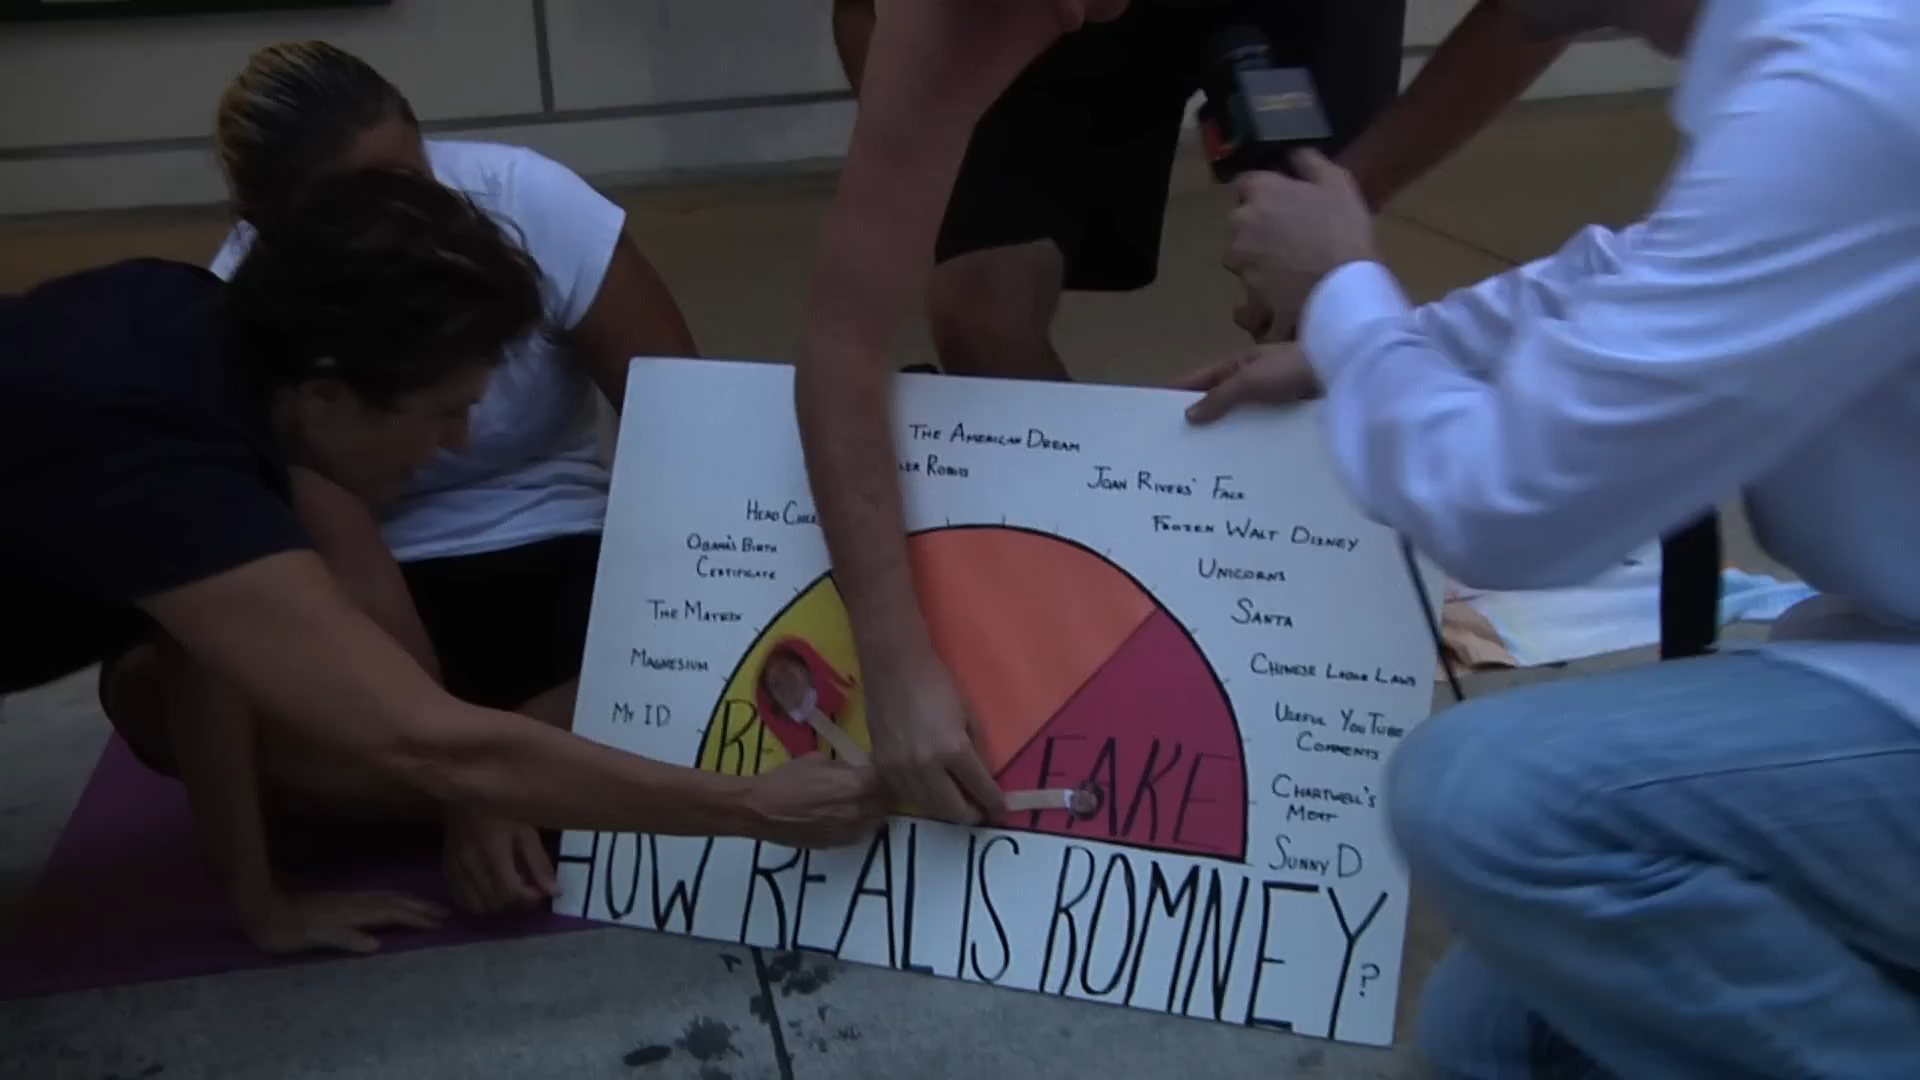 The American Dream
Robots
Joan Rivers' Face
Head
Frozen Walt Disney
Obama's Birth
Certificate
Unicorns
The Matrix
Santa
Magnesium
Chinese Labor Laws
My ID
Useful YouTube
Comments
Chartwell's
Meat
Sunny D
FAKE
HOW REAL IS ROMNEY?